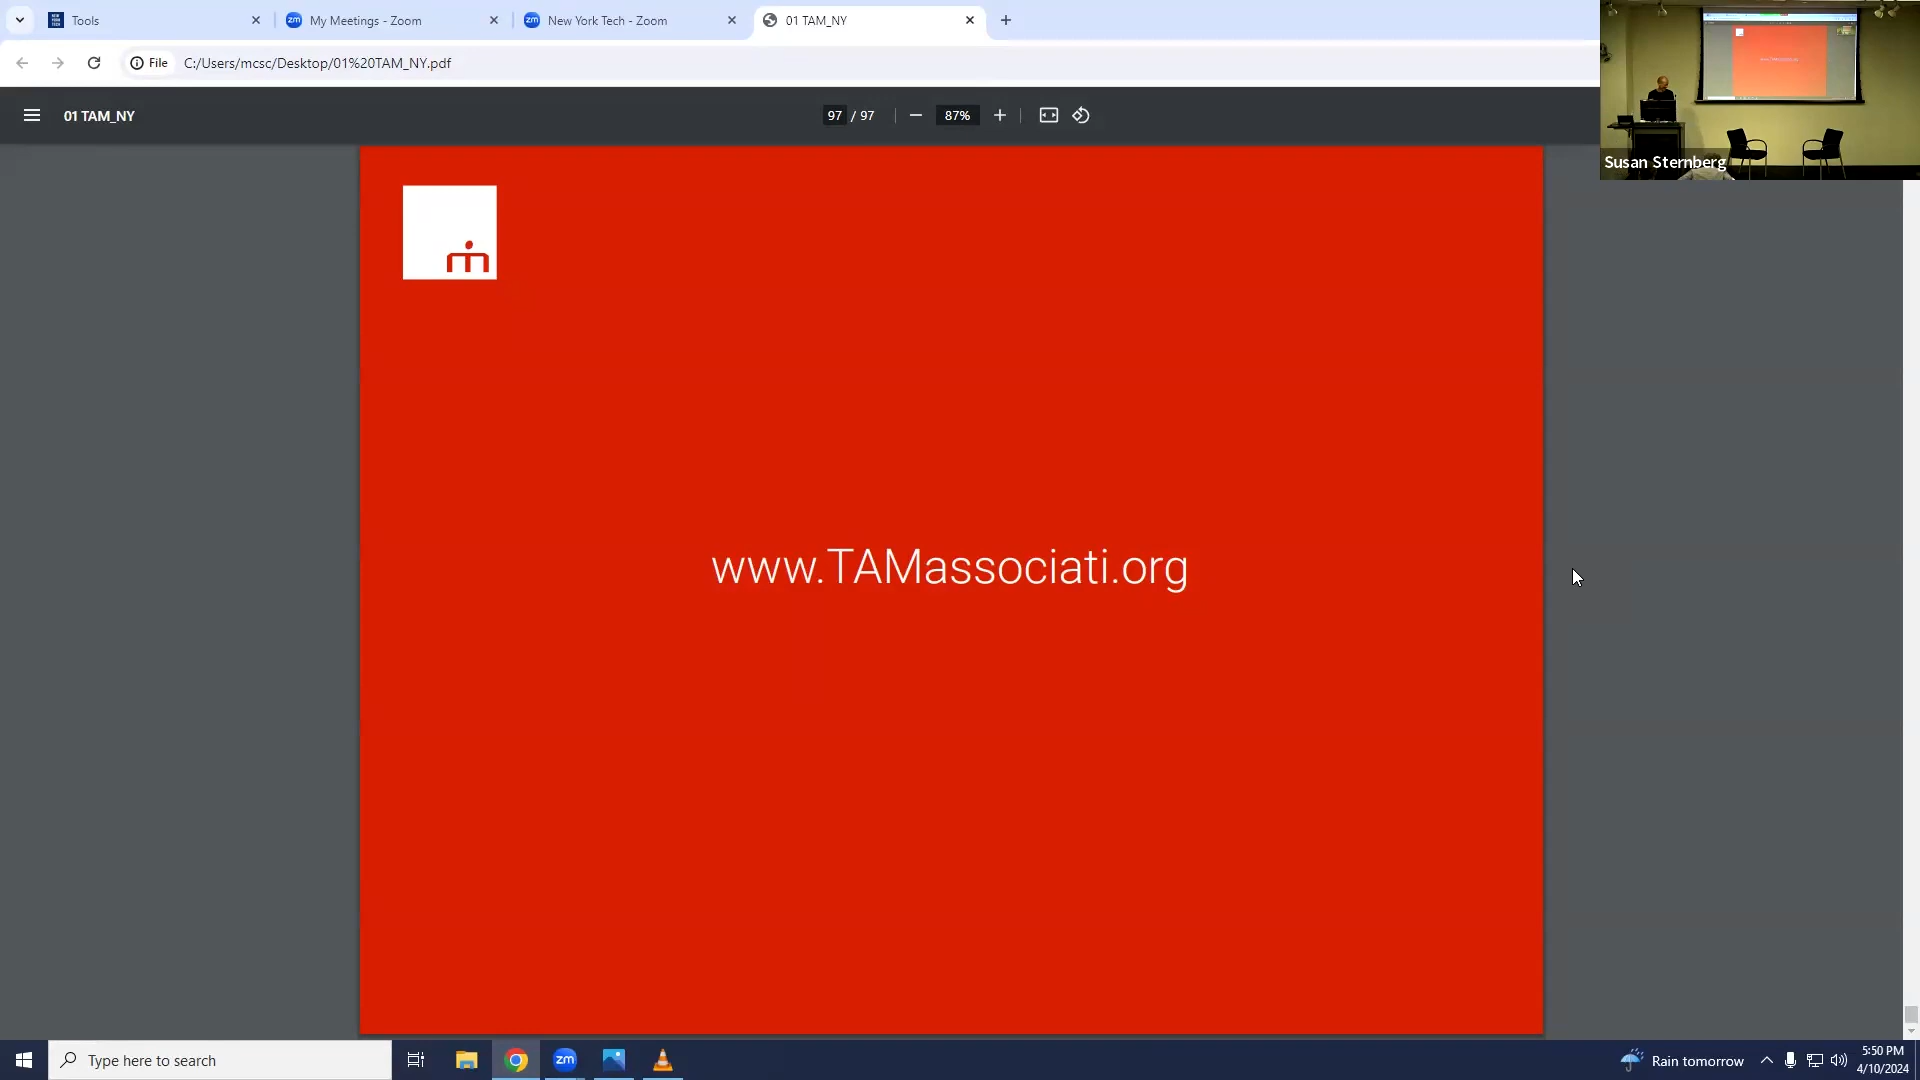 Tools
My Meetings - Zoom
New York Tech - Zoom
01 TAM_NY
File
C:/Users/mcsc/Desktop/01%20TAM_NY.pdf
01 TAM_NY
97 / 97
87%
Susan Sternberg
www.TAMassociati.org
Type here to search
zm
Rain tomorrow
5:50 PM
4/10/2024